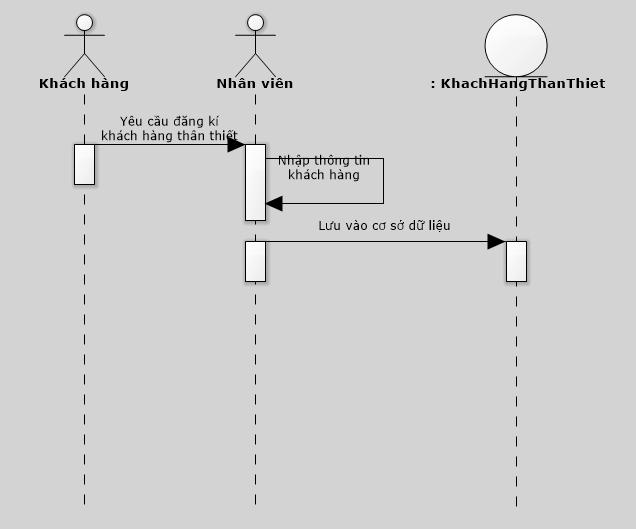 Khách hàng
Nhân viên
: KhachHangThanThiet
Yêu cầu đăng kí
khách hàng thân thiết
Nhập thông tin
khách hàng
Lưu vào cơ sở dữ liệu